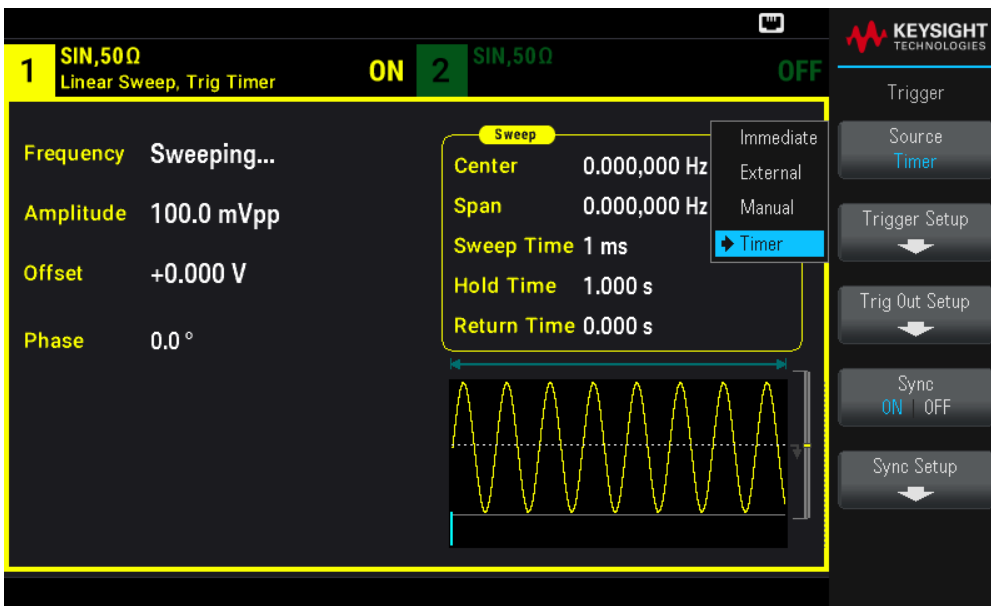 1 SIN,50Ω ON
Linear Sweep, Trig Timer
2 SIN,50Ω OFF
Frequency Sweeping...
Amplitude 100.0 mVpp
Offset +0.000 V
Phase 0.0 °
Sweep
Center 0.000,000 Hz
Span 0.000,000 Hz
Sweep Time 1 ms
Hold Time 1.000 s
Return Time 0.000 s
Immediate
External
Manual
Timer
KEYSIGHT
TECHNOLOGIES
Trigger
Source
Timer
Trigger Setup
Trig Out Setup
Sync
ON | OFF
Sync Setup